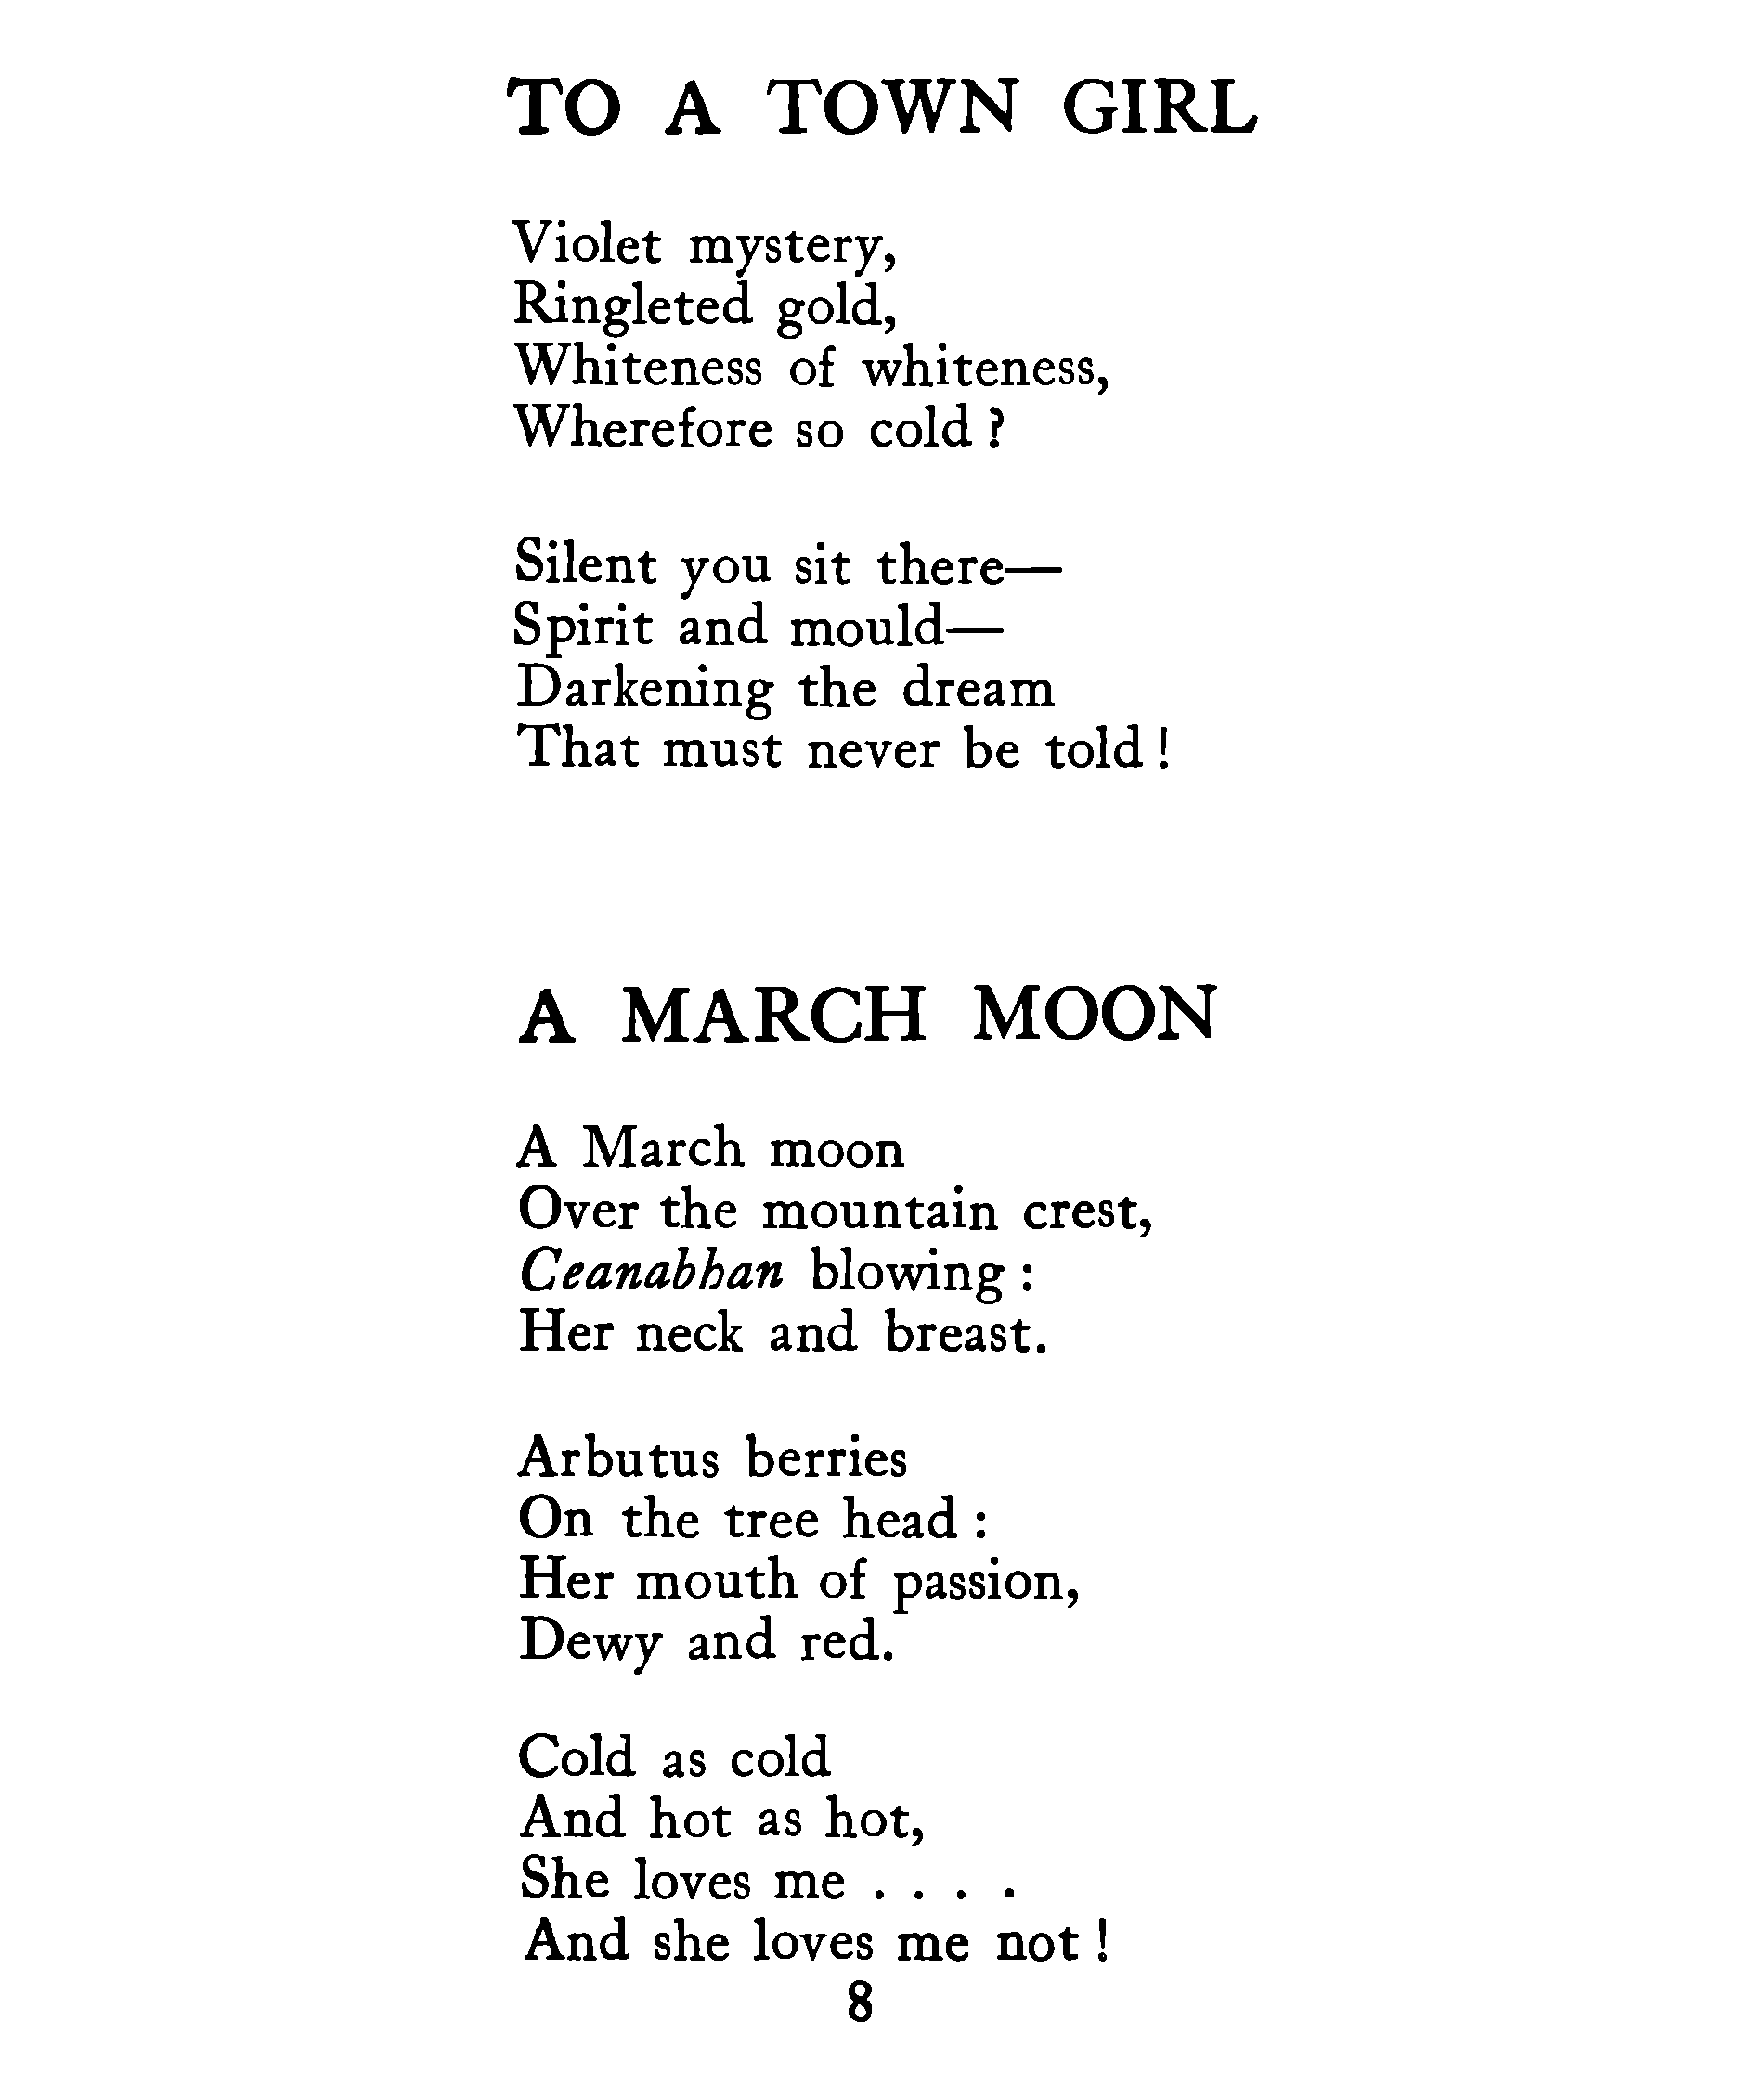 TO A TOWN GIRL
Violet mystery,
Ringleted gold,
Whiteness of whiteness,
Wherefore so cold ?
Silent you sit there—
Spirit and mould—
Darkening the dream
That must never be told !
A MARCH MOON
A March moon
Over the mountain crest,
Ceanabhan blowing :
Her neck and breast.
Arbutus berries
On the tree head :
Her mouth of passion,
Dewy and red.
Cold as cold
And hot as hot,
She loves me . . . .
And she loves me not !
8